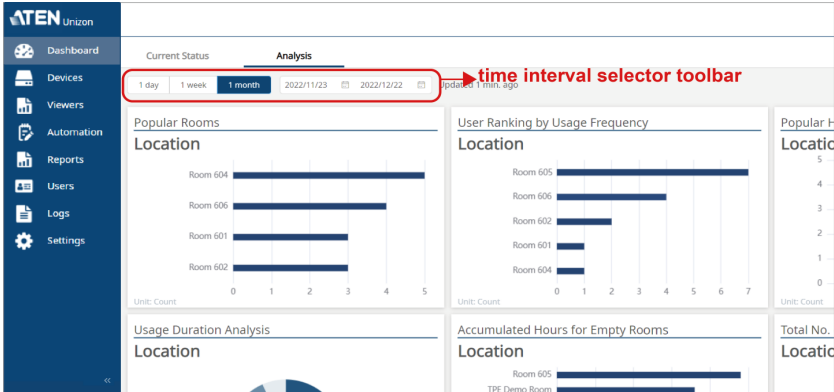 ATEN Unizon
Dashboard
Devices
Viewers
Automation
Reports
Users
Logs
Settings
«
Current Status Analysis
1 day 1 week 1 month 2022/11/23 2022/12/22 Updated 1 min. ago
time interval selector toolbar
Popular Rooms
Location
Room 604
Room 606
Room 601
Room 602
0 1 2 3 4 5
Unit: Count
User Ranking by Usage Frequency
Location
Room 605
Room 606
Room 602
Room 601
Room 604
0 1 2 3 4 5 6 7
Unit: Count
Popular H
Locatio
5
4
3
2
1
0
Unit: Count
Usage Duration Analysis
Location
Accumulated Hours for Empty Rooms
Location
Room 605
TPE Demo Room
Total No.
Locatio